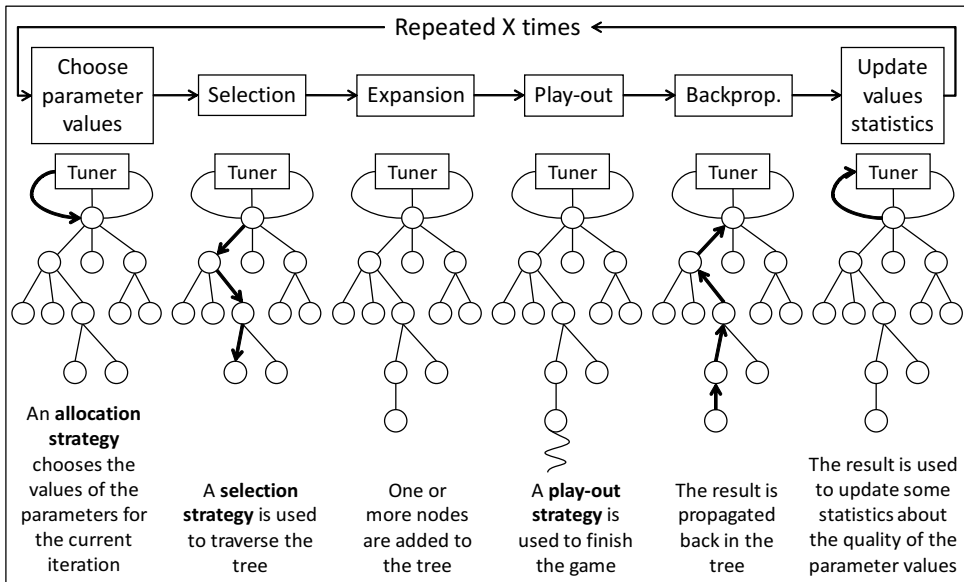 Repeated X times
Choose
parameter
values
Selection
Expansion
Play-out
Backprop.
Update
values
statistics
Tuner
Tuner
Tuner
Tuner
Tuner
Tuner
An allocation
strategy
chooses the
values of the
parameters for
the current
iteration
A selection
strategy is used
to traverse the
tree
One or
more nodes
are added to
the tree
A play-out
strategy is
used to finish
the game
The result is
propagated
back in the
tree
The result is used
to update some
statistics about
the quality of the
parameter values